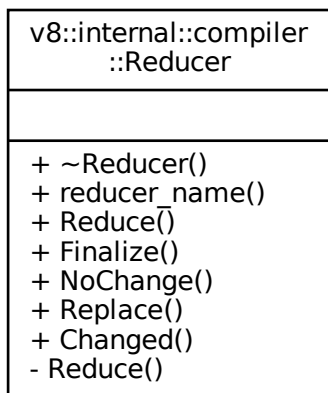 v8::internal::compiler
::Reducer
+ ~Reducer()
+ reducer_name()
+ Reduce()
+ Finalize()
+ NoChange()
+ Replace()
+ Changed()
- Reduce()